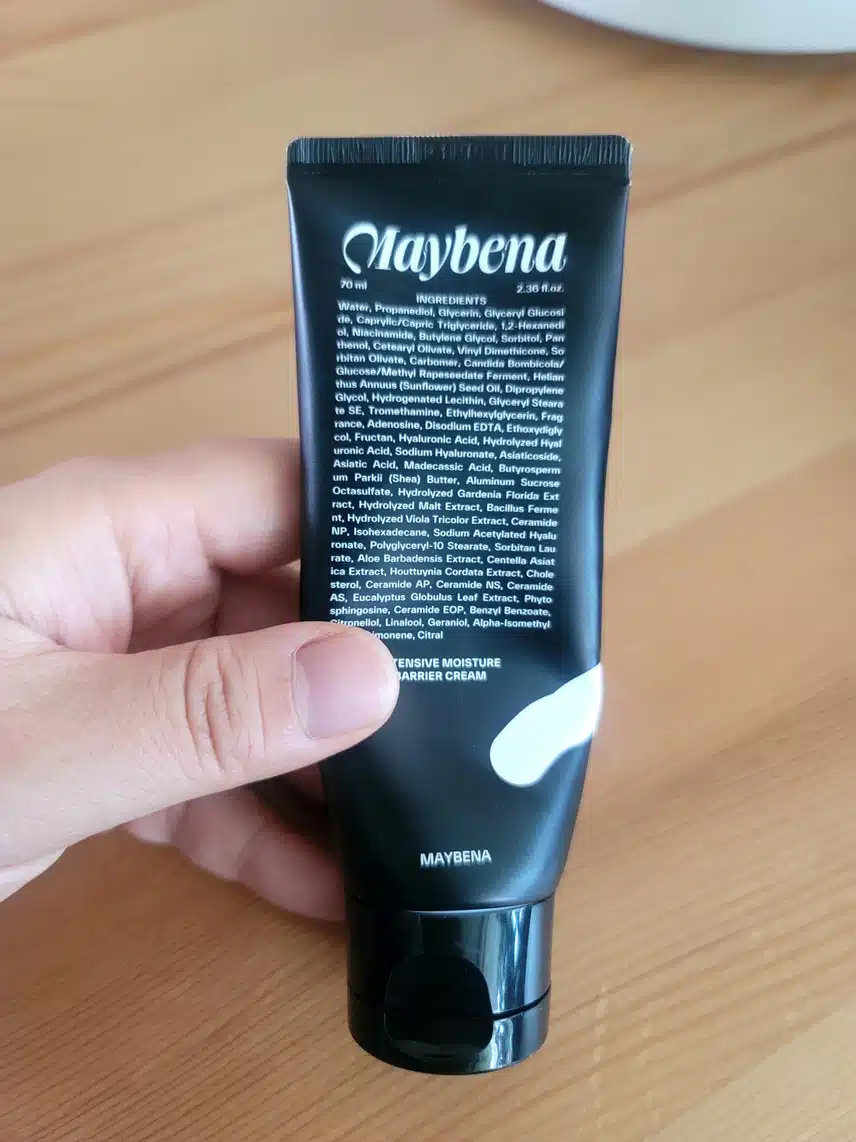 Maybena
70 ml 2.36 fl.oz.
INGREDIENTS
Water, Propanediol, Glycerin, Glyceryl Glucosi
de, Caprylic/Capric Triglyceride, 1,2-Hexanedi
ol, Niacinamide, Butylene Glycol, Sorbitol, Pan
thenol, Cetearyl Olivate, Vinyl Dimethicone, So
rbitan Olivate, Carbomer, Candida Bombicola/
Glucose/Methyl Rapeseedate Ferment, Helian
thus Annuus (Sunflower) Seed Oil, Dipropylene
Glycol, Hydrogenated Lecithin, Glyceryl Steara
te SE, Tromethamine, Ethylhexylglycerin, Frag
rance, Adenosine, Disodium EDTA, Ethoxydigly
col, Fructan, Hyaluronic Acid, Hydrolyzed Hyal
uronic Acid, Sodium Hyaluronate, Asiaticoside,
Asiatic Acid, Madecassic Acid, Butyrosperm
um Parkii (Shea) Butter, Aluminum Sucrose
Octasulfate, Hydrolyzed Gardenia Florida Ext
ract, Hydrolyzed Malt Extract, Bacillus Ferme
nt, Hydrolyzed Viola Tricolor Extract, Ceramide
NP, Isohexadecane, Sodium Acetylated Hyalu
ronate, Polyglyceryl-10 Stearate, Sorbitan Lau
rate, Aloe Barbadensis Extract, Centella Asiat
ica Extract, Houttuynia Cordata Extract, Chole
sterol, Ceramide AP, Ceramide NS, Ceramide
AS, Eucalyptus Globulus Leaf Extract, Phyto
sphingosine, Ceramide EOP, Benzyl Benzoate,
Citronellol, Linalool, Geraniol, Alpha-Isomethyl
imonene, Citral
TENSIVE MOISTURE
BARRIER CREAM
MAYBENA